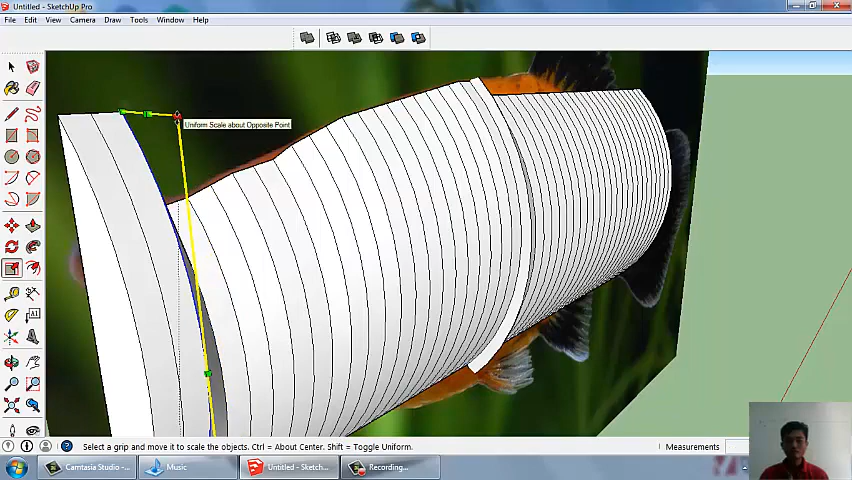 Untitled - SketchUp Pro
File Edit View Camera Draw Tools Window Help
Uniform Scale about Opposite Point
A1
Select a grip and move it to scale the objects. Ctrl = About Center. Shift = Toggle Uniform.
Measurements
Camtasia Studio -...
Music
Untitled - Sketch...
Recording...